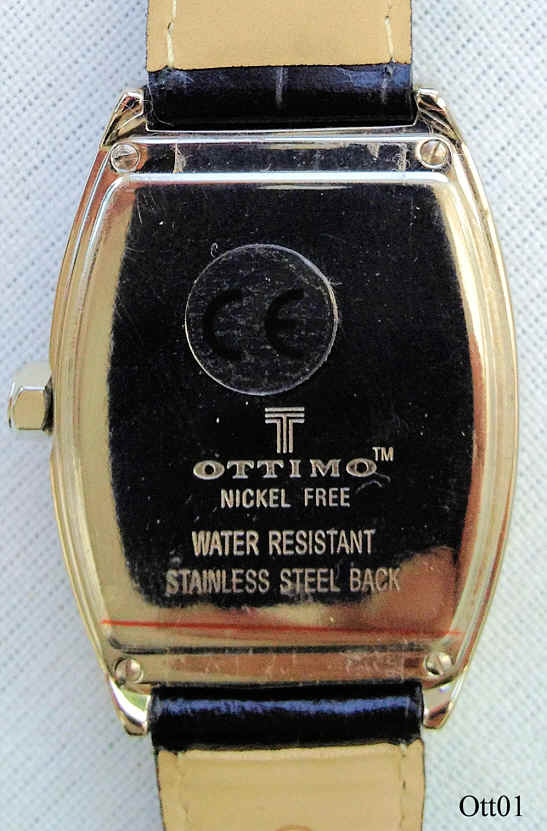 CE
OTTIMO™
NICKEL FREE
WATER RESISTANT
STAINLESS STEEL BACK
Ott01